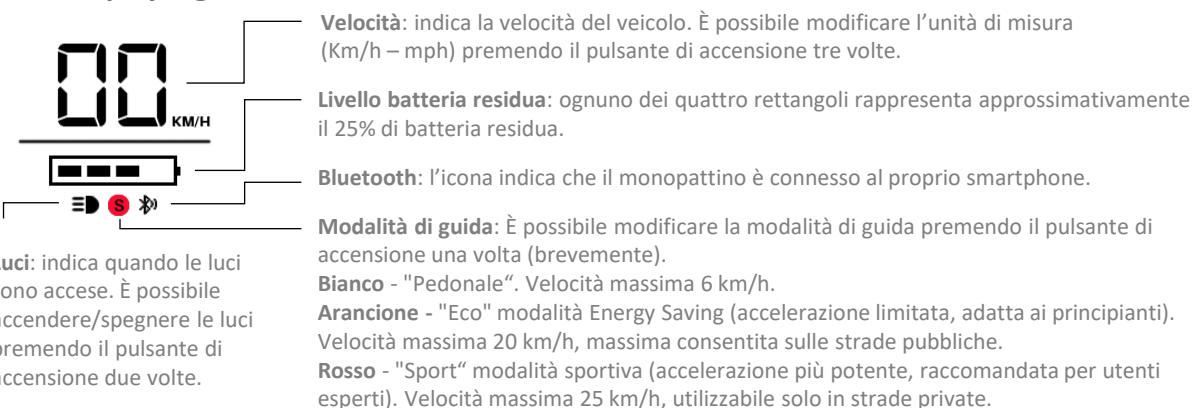 00 KM/H
S
Velocità: indica la velocità del veicolo. È possibile modificare l’unità di misura
(Km/h – mph) premendo il pulsante di accensione tre volte.
Livello batteria residua: ognuno dei quattro rettangoli rappresenta approssimativamente
il 25% di batteria residua.
Bluetooth: l’icona indica che il monopattino è connesso al proprio smartphone.
Modalità di guida: È possibile modificare la modalità di guida premendo il pulsante di
accensione una volta (brevemente).
Bianco - "Pedonale“. Velocità massima 6 km/h.
Arancione - "Eco" modalità Energy Saving (accelerazione limitata, adatta ai principianti).
Velocità massima 20 km/h, massima consentita sulle strade pubbliche.
Rosso - "Sport“ modalità sportiva (accelerazione più potente, raccomandata per utenti
esperti). Velocità massima 25 km/h, utilizzabile solo in strade private.
uci: indica quando le luci
ono accese. È possibile
accendere/spegnere le luci
premendo il pulsante di
accensione due volte.